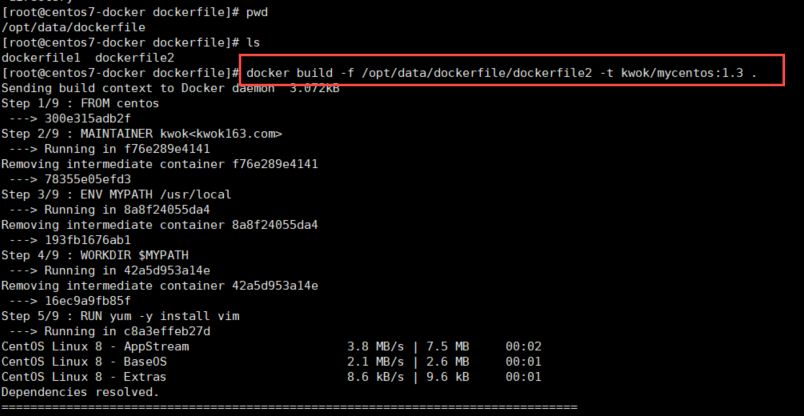 [root@centos7-docker dockerfile]# pwd
/opt/data/dockerfile
[root@centos7-docker dockerfile]# ls
dockerfile1  dockerfile2
[root@centos7-docker dockerfile]# docker build -f /opt/data/dockerfile/dockerfile2 -t kwok/mycentos:1.3 .
Sending build context to Docker daemon  3.072kB
Step 1/9 : FROM centos
 ---> 300e315adb2f
Step 2/9 : MAINTAINER kwok<kwok163.com>
 ---> Running in f76e289e4141
Removing intermediate container f76e289e4141
 ---> 78355e05efd3
Step 3/9 : ENV MYPATH /usr/local
 ---> Running in 8a8f24055da4
Removing intermediate container 8a8f24055da4
 ---> 193fb1676ab1
Step 4/9 : WORKDIR $MYPATH
 ---> Running in 42a5d953a14e
Removing intermediate container 42a5d953a14e
 ---> 16ec9a9fb85f
Step 5/9 : RUN yum -y install vim
 ---> Running in c8a3effeb27d
CentOS Linux 8 - AppStream                      3.8 MB/s | 7.5 MB     00:02
CentOS Linux 8 - BaseOS                         2.1 MB/s | 2.6 MB     00:01
CentOS Linux 8 - Extras                         8.6 kB/s | 9.6 kB     00:01
Dependencies resolved.
================================================================================